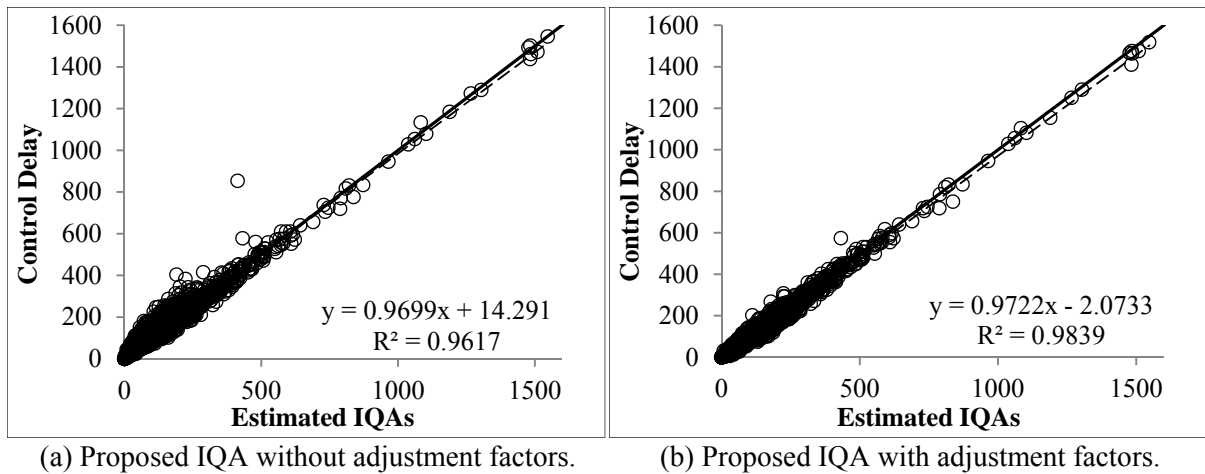 1600
1400
1200
1000
800
600
400
200
0
Control Delay
y = 0.9699x + 14.291
R² = 0.9617
0 500 1000 1500
Estimated IQAs
(a) Proposed IQA without adjustment factors.
1600
1400
1200
1000
800
600
400
200
0
Control Delay
y = 0.9722x - 2.0733
R² = 0.9839
0 500 1000 1500
Estimated IQAs
(b) Proposed IQA with adjustment factors.